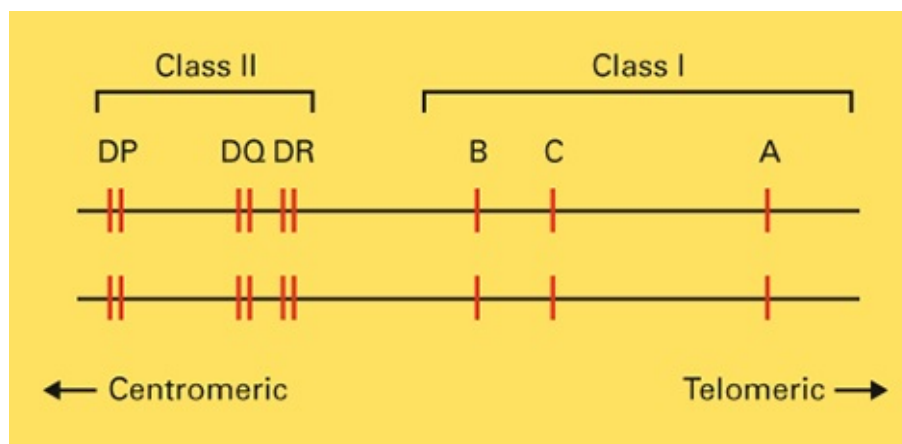 Class II Class I
DP DQ DR B C A
← Centromeric Telomeric →